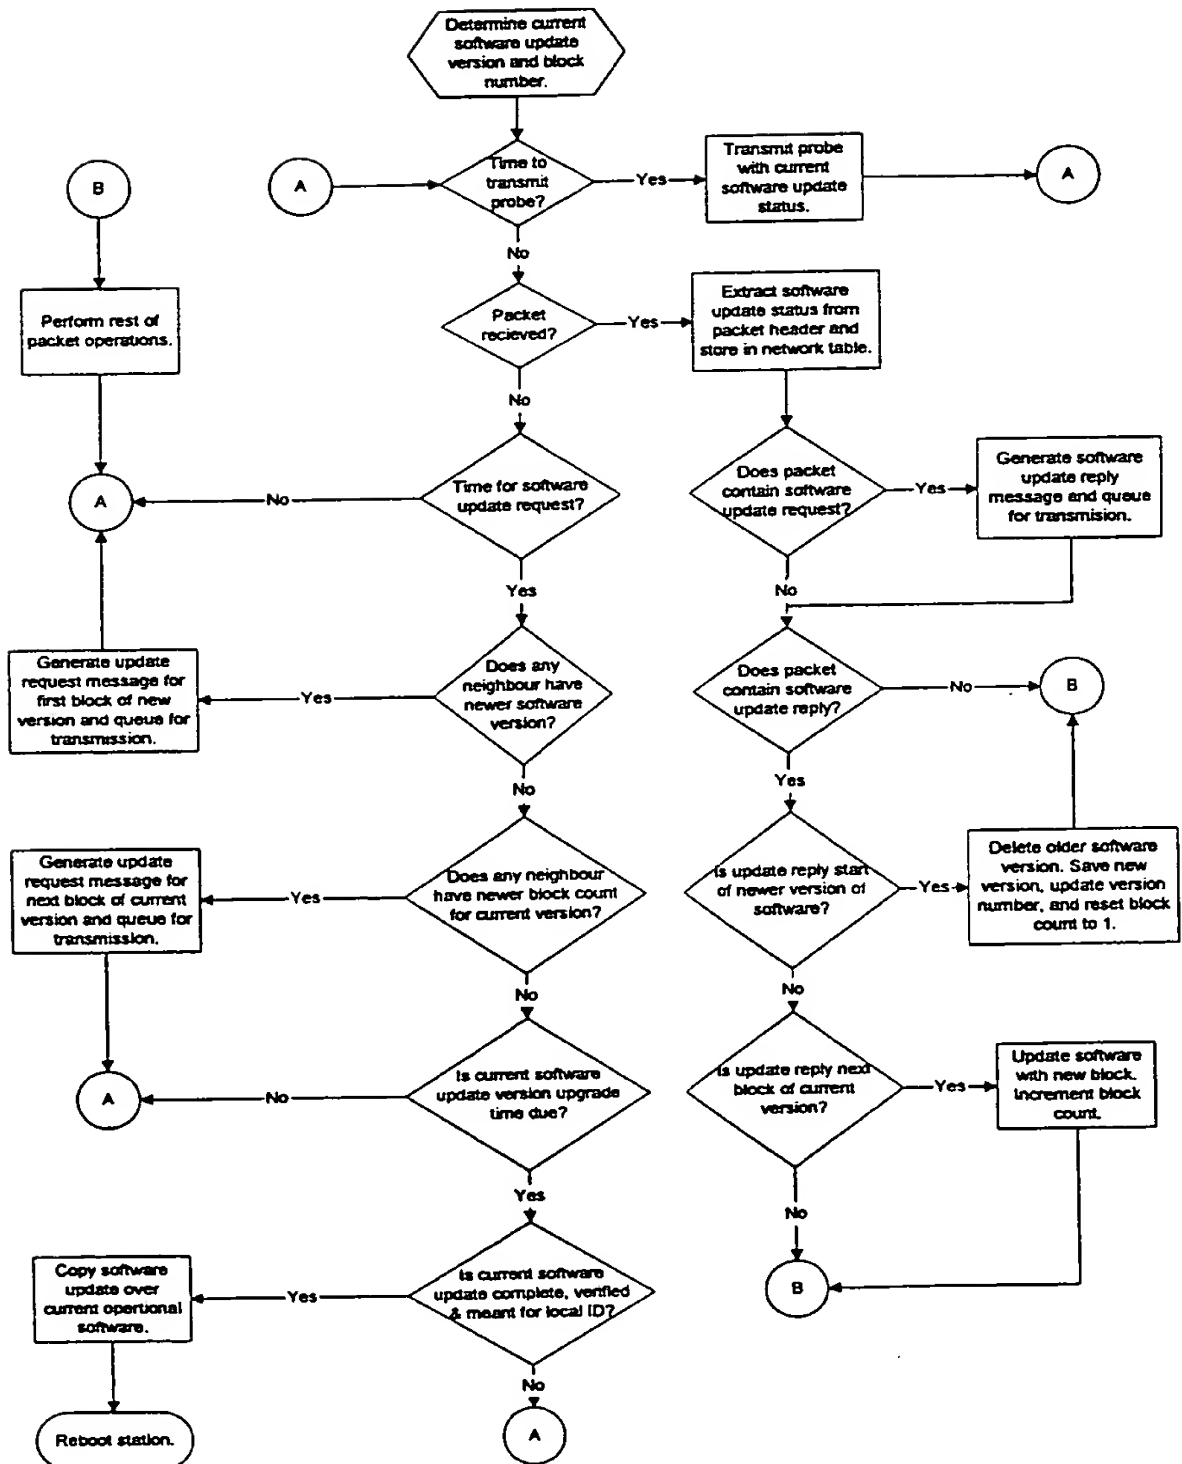 Determine current
software update
version and block
number.
B
A
Time to
transmit
probe?
Yes
Transmit probe
with current
software update
status.
A
No
Perform rest of
packet operations.
Packet
recieved?
Yes
Extract software
update status from
packet header and
store in network table.
No
A
No
Time for software
update request?
Does packet
contain software
update request?
Yes
Generate software
update reply
message and queue
for transmision.
Yes
No
Generate update
request message for
first block of new
version and queue for
transmission.
Yes
Does any
neighbour have
newer software
version?
Does packet
contain software
update reply?
No
B
No
Yes
Generate update
request message for
next block of current
version and queue for
transmission.
Yes
Does any neighbour
have newer block count
for current version?
Is update reply start
of newer version of
software?
Yes
Delete older software
version. Save new
version, update version
number, and reset block
count to 1.
No
No
A
No
Is current software
update version upgrade
time due?
Is update reply next
block of current
version?
Yes
Update software
with new block.
Increment block
count.
Yes
No
Copy software
update over
current opertional
software.
Yes
Is current software
update complete, verified
& meant for local ID?
B
No
Reboot station.
A